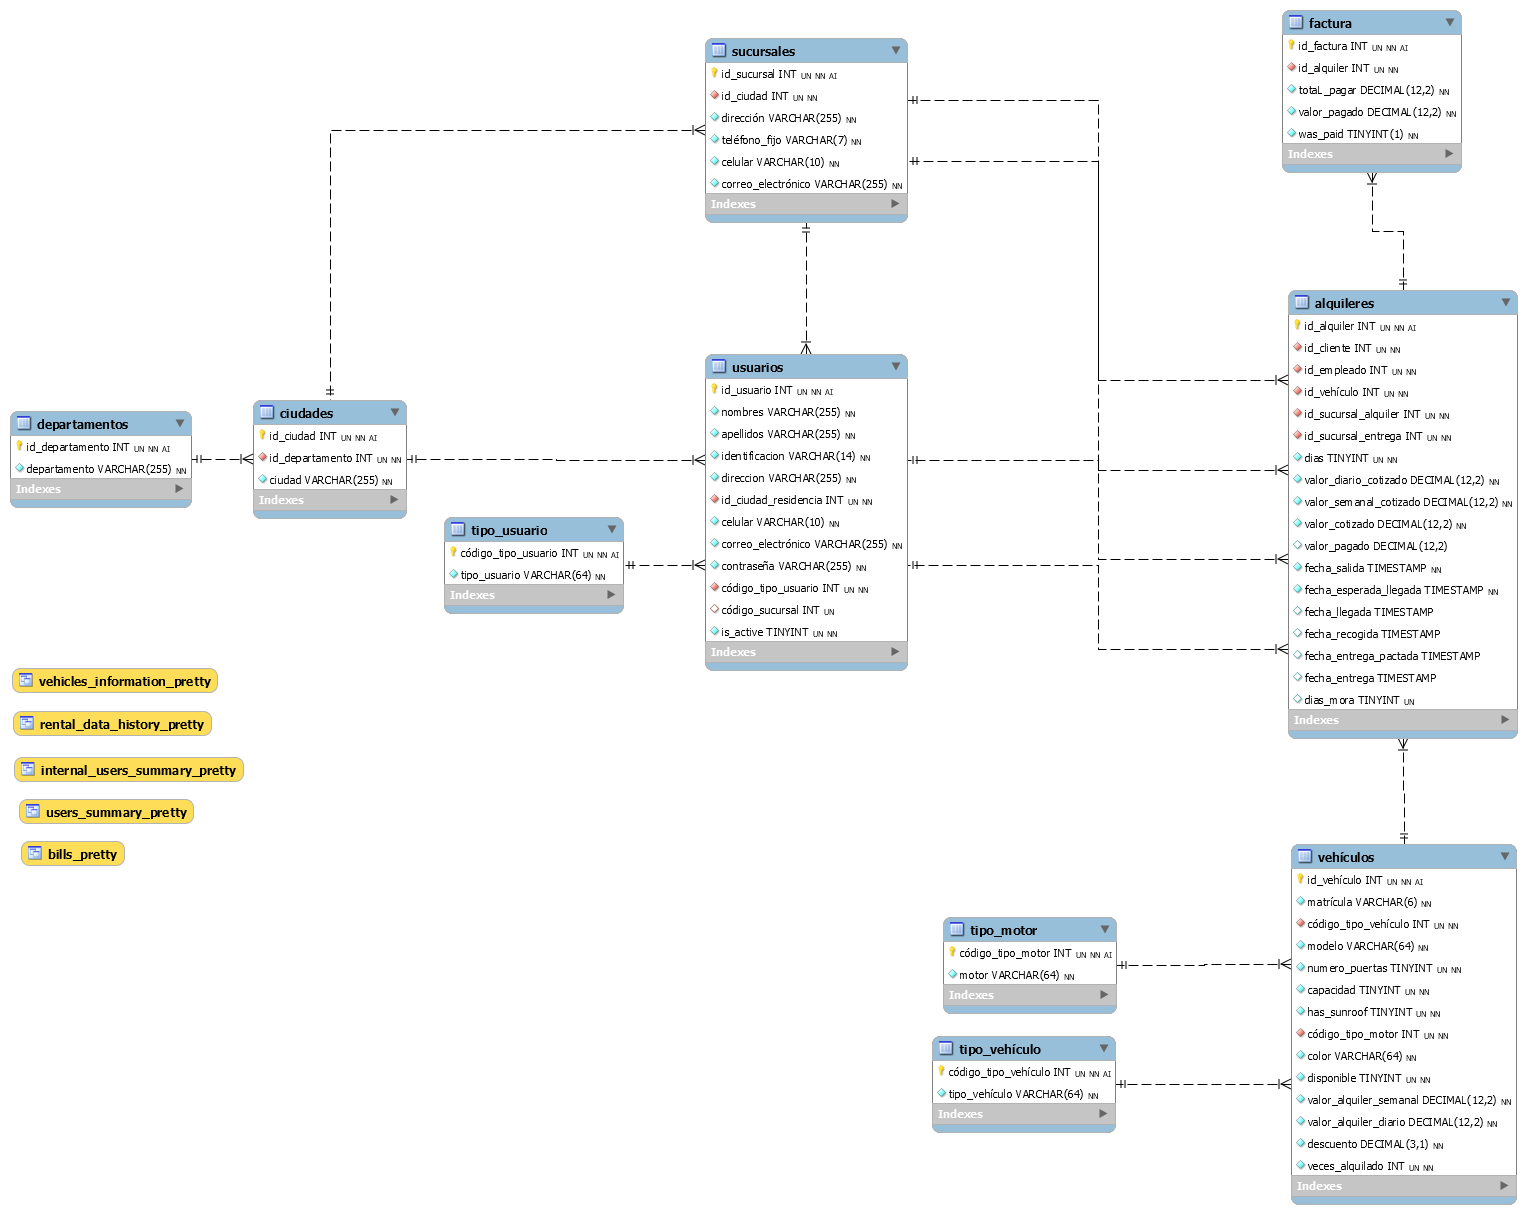 departamentos
id_departamento INT UN NN AI
departamento VARCHAR(255) NN
Indexes
ciudades
id_ciudad INT UN NN AI
id_departamento INT UN NN
ciudad VARCHAR(255) NN
Indexes
tipo_usuario
código_tipo_usuario INT UN NN AI
tipo_usuario VARCHAR(64) NN
Indexes
sucursales
id_sucursal INT UN NN AI
id_ciudad INT UN NN
dirección VARCHAR(255) NN
teléfono_fijo VARCHAR(7) NN
celular VARCHAR(10) NN
correo_electrónico VARCHAR(255) NN
Indexes
usuarios
id_usuario INT UN NN AI
nombres VARCHAR(255) NN
apellidos VARCHAR(255) NN
identificacion VARCHAR(14) NN
direccion VARCHAR(255) NN
id_ciudad_residencia INT UN NN
celular VARCHAR(10) NN
correo_electrónico VARCHAR(255) NN
contraseña VARCHAR(255) NN
código_tipo_usuario INT UN NN
código_sucursal INT UN
is_active TINYINT UN NN
Indexes
factura
id_factura INT UN NN AI
id_alquiler INT UN NN
totaL_pagar DECIMAL(12,2) NN
valor_pagado DECIMAL(12,2) NN
was_paid TINYINT(1) NN
Indexes
alquileres
id_alquiler INT UN NN AI
id_cliente INT UN NN
id_empleado INT UN NN
id_vehículo INT UN NN
id_sucursal_alquiler INT UN NN
id_sucursal_entrega INT UN NN
dias TINYINT UN NN
valor_diario_cotizado DECIMAL(12,2) NN
valor_semanal_cotizado DECIMAL(12,2) NN
valor_cotizado DECIMAL(12,2) NN
valor_pagado DECIMAL(12,2)
fecha_salida TIMESTAMP NN
fecha_esperada_llegada TIMESTAMP NN
fecha_llegada TIMESTAMP
fecha_recogida TIMESTAMP
fecha_entrega_pactada TIMESTAMP
fecha_entrega TIMESTAMP
dias_mora TINYINT UN
Indexes
vehicles_information_pretty
rental_data_history_pretty
internal_users_summary_pretty
users_summary_pretty
bills_pretty
tipo_motor
código_tipo_motor INT UN NN AI
motor VARCHAR(64) NN
Indexes
tipo_vehículo
código_tipo_vehículo INT UN NN AI
tipo_vehículo VARCHAR(64) NN
Indexes
vehículos
id_vehículo INT UN NN AI
matrícula VARCHAR(6) NN
código_tipo_vehículo INT UN NN
modelo VARCHAR(64) NN
numero_puertas TINYINT UN NN
capacidad TINYINT UN NN
has_sunroof TINYINT UN NN
código_tipo_motor INT UN NN
color VARCHAR(64) NN
disponible TINYINT UN NN
valor_alquiler_semanal DECIMAL(12,2) NN
valor_alquiler_diario DECIMAL(12,2) NN
descuento DECIMAL(3,1) NN
veces_alquilado INT UN NN
Indexes